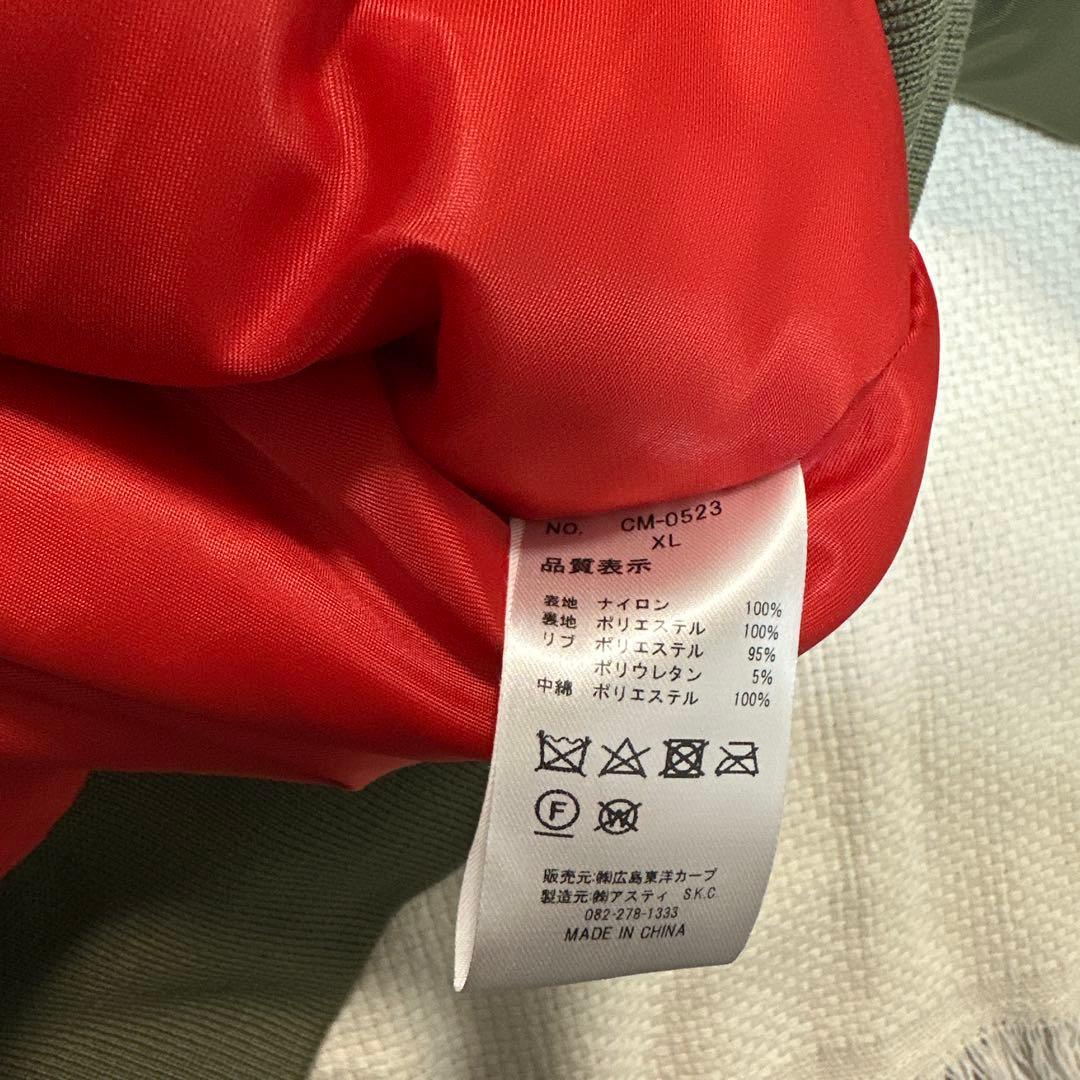 NO. CM-0523
XL
品質表示
表地 ナイロン 100%
裏地 ポリエステル 100%
リブ ポリエステル 95%
ポリウレタン 5%
中綿 ポリエステル 100%
F W
販売元:㈱広島東洋カープ
製造元:㈱アスティ S.K.C
082-278-1333
MADE IN CHINA